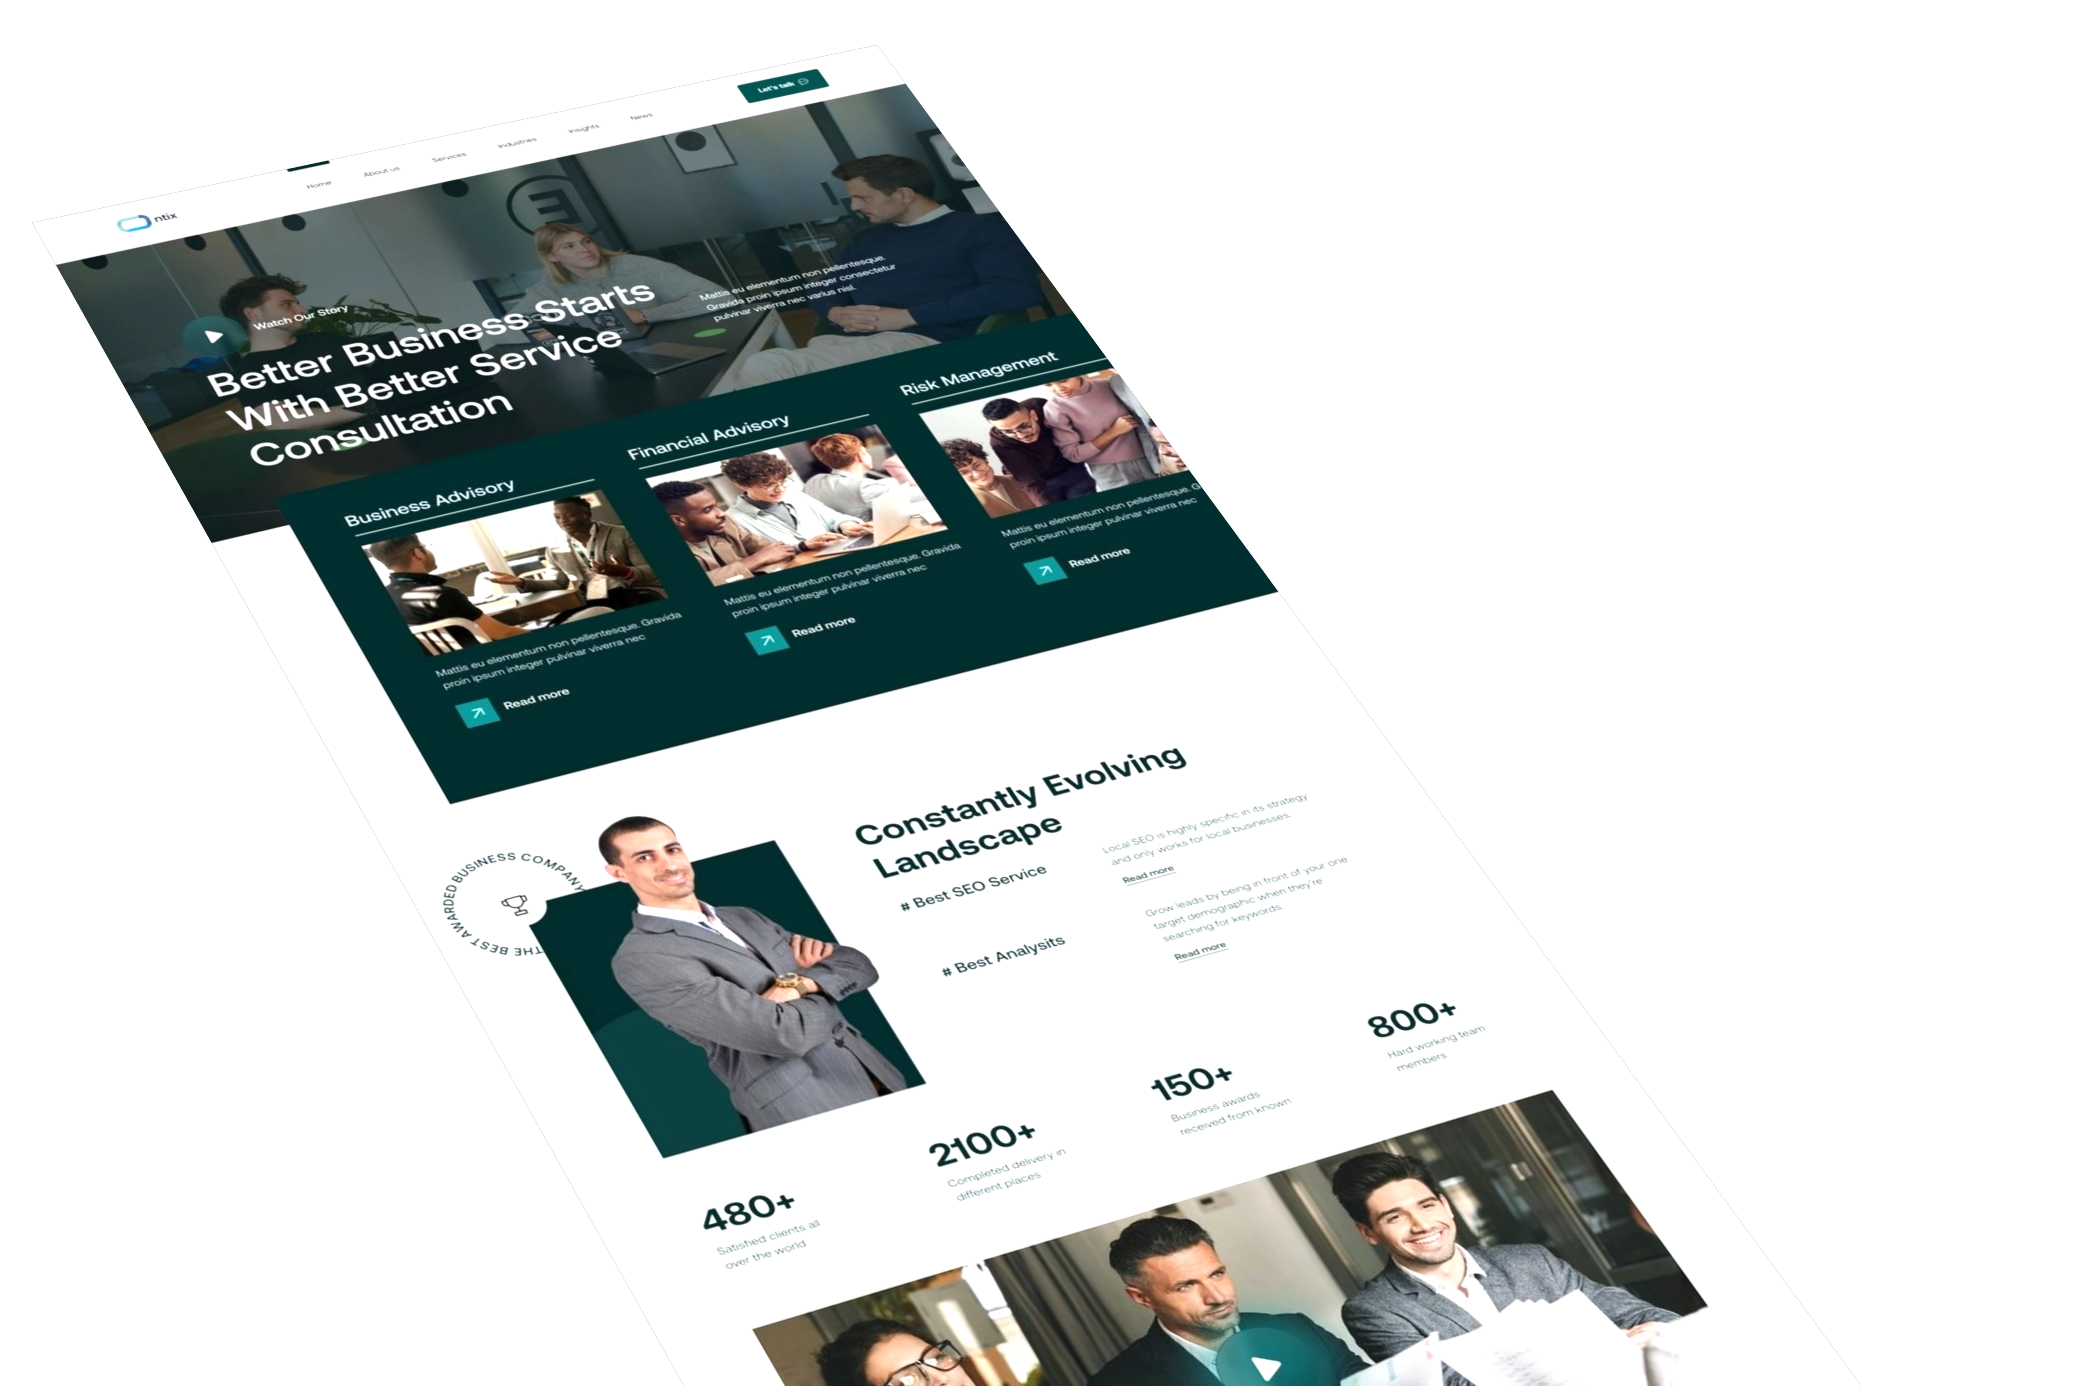 ntix
Home
About us
Services
Industries
Insights
News
Let's talk
Watch Our Story
Better Business Starts
With Better Service
Consultation
Mattis eu elementum non pellentesque.
Gravida proin ipsum integer consectetur
pulvinar viverra nec varius nisl.
Business Advisory
Mattis eu elementum non pellentesque. Gravida
proin ipsum integer pulvinar viverra nec
Read more
Financial Advisory
Mattis eu elementum non pellentesque. Gravida
proin ipsum integer pulvinar viverra nec
Read more
Risk Management
Mattis eu elementum non pellentesque. G
proin ipsum integer pulvinar viverra nec
Read more
THE BEST AWARDED BUSINESS COMPANY
Constantly Evolving
Landscape
# Best SEO Service
Local SEO is highly specific in its strategy
and only works for local businesses.
Read more
# Best Analysits
Grow leads by being in front of your one
target demographic when they're
searching for keywords
Read more
480+
Satisfied clients all
over the world
2100+
Completed delivery in
different places
150+
Business awards
received from known
800+
Hard working team
members